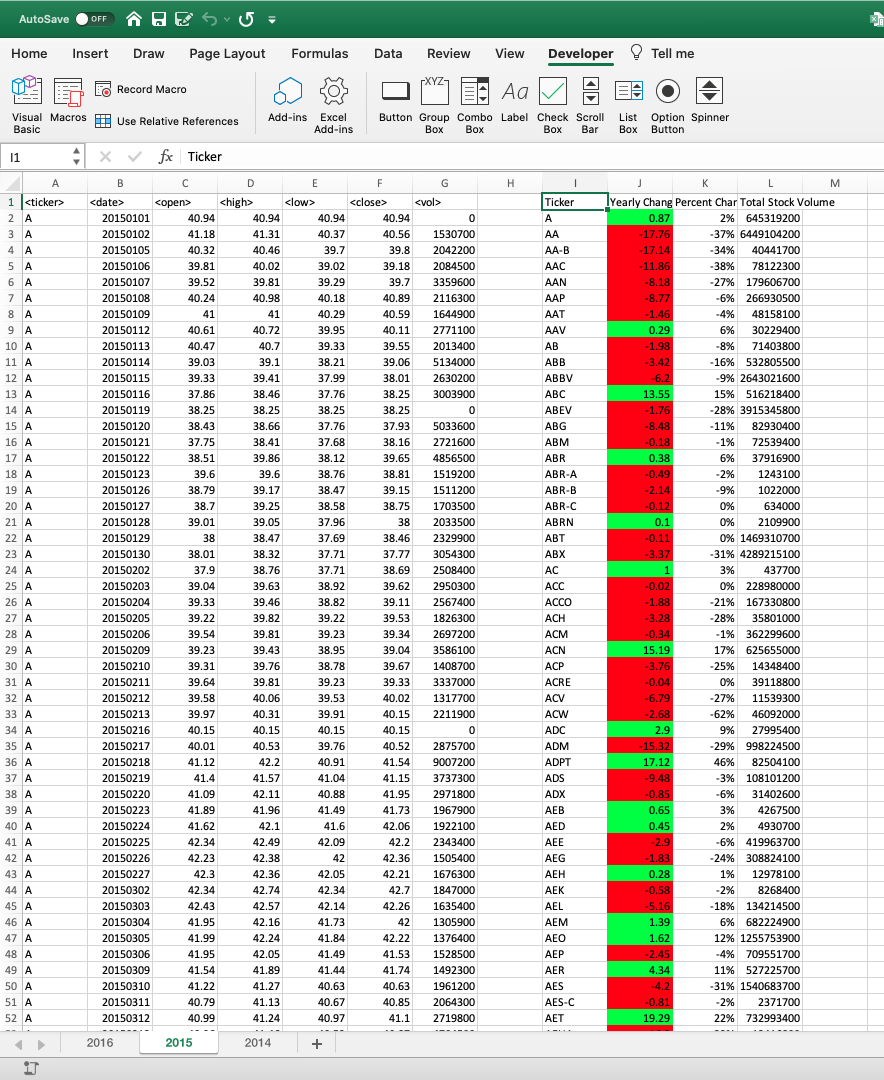 AutoSave OFF
Home Insert Draw Page Layout Formulas Data Review View Developer Tell me
Visual Basic Macros Record Macro Use Relative References Add-ins Excel Add-ins Button Group Box Combo Box Label Check Box Scroll Bar List Box Option Button Spinner
I1 fx Ticker
A B C D E F G H I J K L M
1 <ticker> <date> <open> <high> <low> <close> <vol> Ticker Yearly Chang Percent Char Total Stock Volume
2 A 20150101 40.94 40.94 40.94 40.94 0 A 0.87 2% 645319200
3 A 20150102 41.18 41.31 40.37 40.56 1530700 AA -17.76 -37% 6449104200
4 A 20150105 40.32 40.46 39.7 39.8 2042200 AA-B -17.14 -34% 40441700
5 A 20150106 39.81 40.02 39.02 39.18 2084500 AAC -11.86 -38% 78122300
6 A 20150107 39.52 39.81 39.29 39.7 3359600 AAN -8.18 -27% 179606700
7 A 20150108 40.24 40.98 40.18 40.89 2116300 AAP -8.77 -6% 266930500
8 A 20150109 41 41 40.29 40.59 1644900 AAT -1.46 -4% 48158100
9 A 20150112 40.61 40.72 39.95 40.11 2771100 AAV 0.29 6% 30229400
10 A 20150113 40.47 40.7 39.33 39.55 2013400 AB -1.98 -8% 71403800
11 A 20150114 39.03 39.1 38.21 39.06 5134000 ABB -3.42 -16% 532805500
12 A 20150115 39.33 39.41 37.99 38.01 2630200 ABBV -6.2 -9% 2643021600
13 A 20150116 37.86 38.46 37.76 38.25 3003900 ABC 13.55 15% 516218400
14 A 20150119 38.25 38.25 38.25 38.25 0 ABEV -1.76 -28% 3915345800
15 A 20150120 38.43 38.66 37.76 37.93 5033600 ABG -8.48 -11% 82930400
16 A 20150121 37.75 38.41 37.68 38.16 2721600 ABM -0.18 -1% 72539400
17 A 20150122 38.51 39.86 38.12 39.65 4856500 ABR 0.38 6% 37916900
18 A 20150123 39.6 39.6 38.76 38.81 1519200 ABR-A -0.49 -2% 1243100
19 A 20150126 38.79 39.17 38.47 39.15 1511200 ABR-B -2.14 -9% 1022000
20 A 20150127 38.7 39.25 38.58 38.75 1703500 ABR-C -0.12 0% 634000
21 A 20150128 39.01 39.05 37.96 38 2033500 ABRN 0.1 0% 2109900
22 A 20150129 38 38.47 37.69 38.46 2329900 ABT -0.11 0% 1469310700
23 A 20150130 38.01 38.32 37.71 37.77 3054300 ABX -3.37 -31% 4289215100
24 A 20150202 37.9 38.76 37.71 38.69 2508400 AC 1 3% 437700
25 A 20150203 39.04 39.63 38.92 39.62 2950300 ACC -0.02 0% 228980000
26 A 20150204 39.33 39.46 38.82 39.11 2567400 ACCO -1.88 -21% 167330800
27 A 20150205 39.22 39.82 39.22 39.53 1826300 ACH -3.28 -28% 35801000
28 A 20150206 39.54 39.81 39.23 39.34 2697200 ACM -0.34 -1% 362299600
29 A 20150209 39.23 39.43 38.95 39.04 3586100 ACN 15.19 17% 625655000
30 A 20150210 39.31 39.76 38.78 39.67 1408700 ACP -3.76 -25% 14348400
31 A 20150211 39.64 39.81 39.23 39.33 3337000 ACRE -0.04 0% 39118800
32 A 20150212 39.58 40.06 39.53 40.02 1317700 ACV -6.79 -27% 11539300
33 A 20150213 39.97 40.31 39.91 40.15 2211900 ACW -2.68 -62% 46092000
34 A 20150216 40.15 40.15 40.15 40.15 0 ADC 2.9 9% 27995400
35 A 20150217 40.01 40.53 39.76 40.52 2875700 ADM -15.32 -29% 998224500
36 A 20150218 41.12 42.2 40.91 41.54 9007200 ADPT 17.12 46% 82504100
37 A 20150219 41.4 41.57 41.04 41.15 3737300 ADS -9.48 -3% 108101200
38 A 20150220 41.09 42.11 40.88 41.95 2971800 ADX -0.85 -6% 31402600
39 A 20150223 41.89 41.96 41.49 41.73 1967900 AEB 0.65 3% 4267500
40 A 20150224 41.62 42.1 41.6 42.06 1922100 AED 0.45 2% 4930700
41 A 20150225 42.34 42.49 42.09 42.2 2343400 AEE -2.9 -6% 419963700
42 A 20150226 42.23 42.38 42 42.36 1505400 AEG -1.83 -24% 308824100
43 A 20150227 42.3 42.36 42.05 42.21 1676300 AEH 0.28 1% 12978100
44 A 20150302 42.34 42.74 42.34 42.7 1847000 AEK -0.58 -2% 8268400
45 A 20150303 42.43 42.57 42.14 42.26 1635400 AEL -5.16 -18% 134214500
46 A 20150304 41.95 42.16 41.73 42 1305900 AEM 1.39 6% 682224900
47 A 20150305 41.99 42.24 41.84 42.22 1376400 AEO 1.62 12% 1255753900
48 A 20150306 41.95 42.05 41.49 41.53 1528500 AEP -2.45 -4% 709551700
49 A 20150309 41.54 41.89 41.44 41.74 1492300 AER 4.34 11% 527225700
50 A 20150310 41.22 41.27 40.63 40.63 1961200 AES -4.2 -31% 1540683700
51 A 20150311 40.79 41.13 40.67 40.85 2064300 AES-C -0.81 -2% 2371700
52 A 20150312 40.99 41.24 40.97 41.1 2719800 AET 19.29 22% 732993400
2016 2015 2014 +